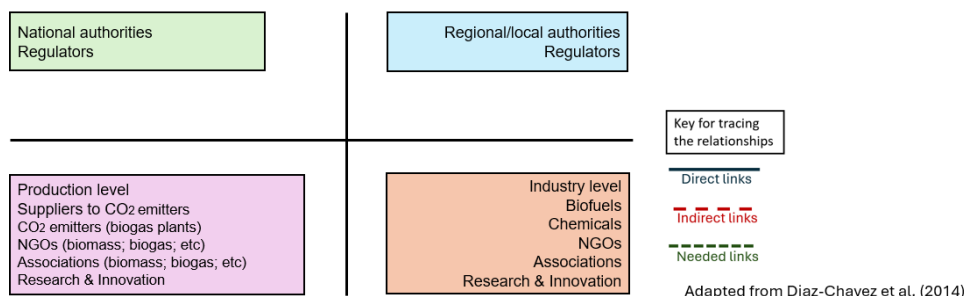 National authorities
Regulators
Regional/local authorities
Regulators
Key for tracing
the relationships
Direct links
Indirect links
Needed links
Production level
Suppliers to CO2 emitters
CO2 emitters (biogas plants)
NGOs (biomass; biogas; etc)
Associations (biomass; biogas; etc)
Research & Innovation
Industry level
Biofuels
Chemicals
NGOs
Associations
Research & Innovation
Adapted from Diaz-Chavez et al. (2014)